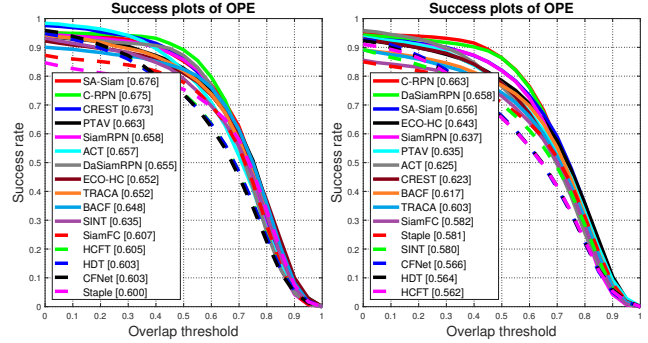 Success plots of OPE
1
0.9
0.8
0.7
0.6
0.5
0.4
0.3
0.2
0.1
0
Success rate
SA-Siam [0.676]
C-RPN [0.675]
CREST [0.673]
PTAV [0.663]
SiamRPN [0.658]
ACT [0.657]
DaSiamRPN [0.655]
ECO-HC [0.652]
TRACA [0.652]
BACF [0.648]
SINT [0.635]
SiamFC [0.607]
HCFT [0.605]
HDT [0.603]
CFNet [0.603]
Staple [0.600]
0 0.1 0.2 0.3 0.4 0.5 0.6 0.7 0.8 0.9 1
Overlap threshold
Success plots of OPE
1
0.9
0.8
0.7
0.6
0.5
0.4
0.3
0.2
0.1
0
Success rate
C-RPN [0.663]
DaSiamRPN [0.658]
SA-Siam [0.656]
ECO-HC [0.643]
SiamRPN [0.637]
PTAV [0.635]
ACT [0.625]
CREST [0.623]
BACF [0.617]
TRACA [0.603]
SiamFC [0.582]
Staple [0.581]
SINT [0.580]
CFNet [0.566]
HDT [0.564]
HCFT [0.562]
0 0.1 0.2 0.3 0.4 0.5 0.6 0.7 0.8 0.9 1
Overlap threshold